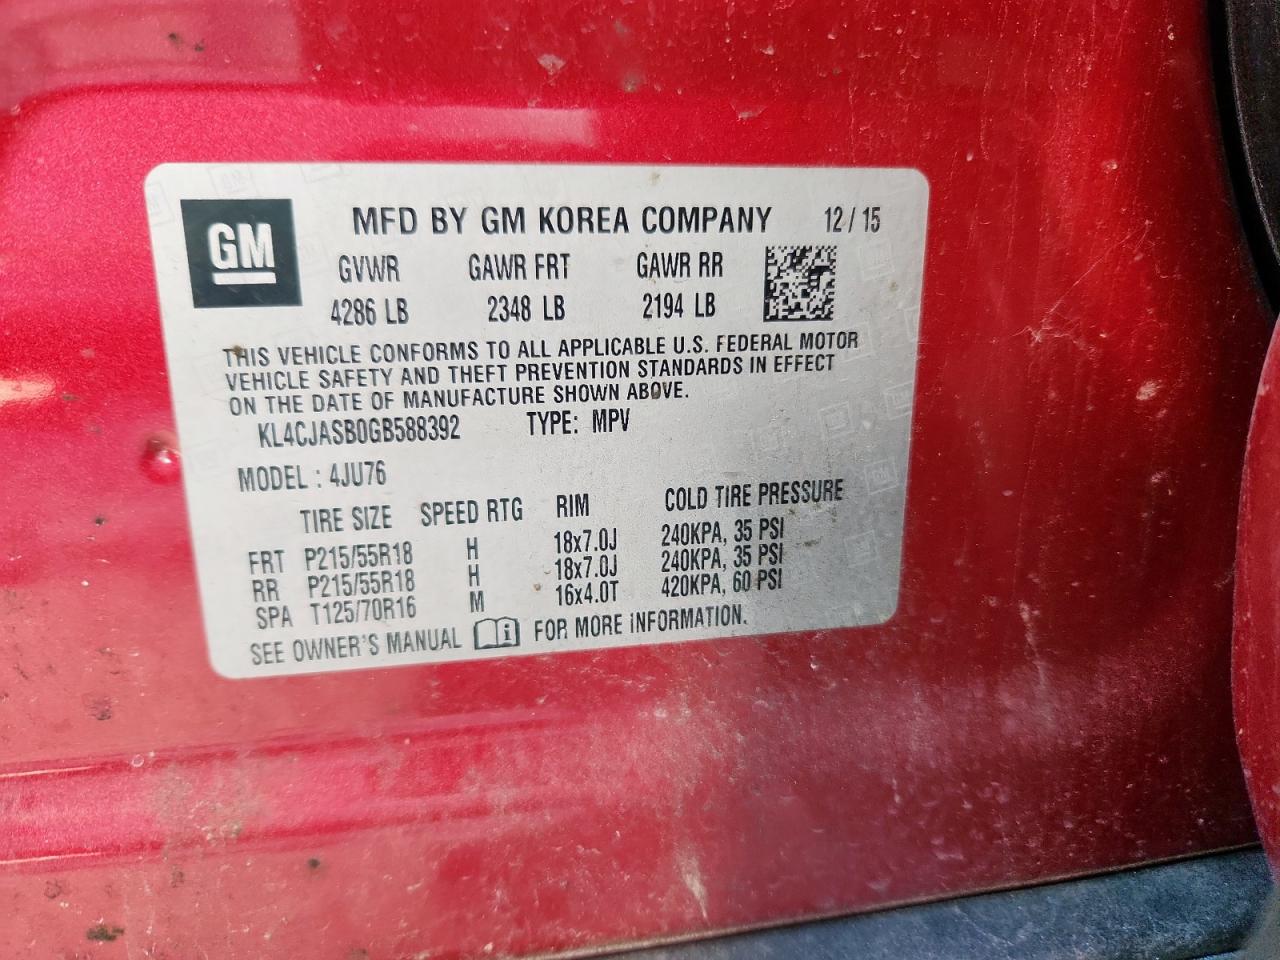 GM MFD BY GM KOREA COMPANY 12/15
GVWR GAWR FRT GAWR RR
4286 LB 2348 LB 2194 LB
THIS VEHICLE CONFORMS TO ALL APPLICABLE U.S. FEDERAL MOTOR
VEHICLE SAFETY AND THEFT PREVENTION STANDARDS IN EFFECT
ON THE DATE OF MANUFACTURE SHOWN ABOVE.
KL4CJASB0GB588392 TYPE: MPV
MODEL : 4JU76
TIRE SIZE SPEED RTG RIM COLD TIRE PRESSURE
FRT P215/55R18 H 18x7.0J 240KPA, 35 PSI
RR P215/55R18 H 18x7.0J 240KPA, 35 PSI
SPA T125/70R16 M 16x4.0T 420KPA, 60 PSI
SEE OWNER'S MANUAL i FOR MORE INFORMATION.